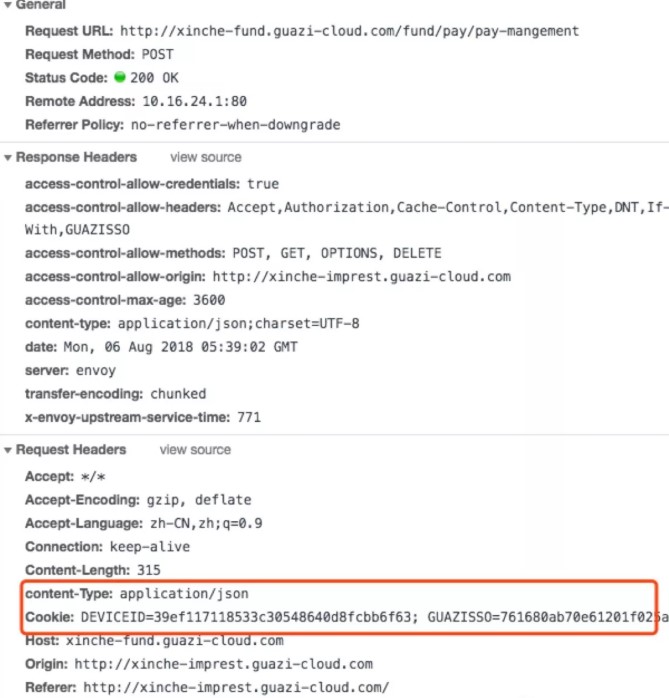 General
Request URL: http://xinche-fund.guazi-cloud.com/fund/pay/pay-mangement
Request Method: POST
Status Code: 200 OK
Remote Address: 10.16.24.1:80
Referrer Policy: no-referrer-when-downgrade
Response Headers view source
access-control-allow-credentials: true
access-control-allow-headers: Accept,Authorization,Cache-Control,Content-Type,DNT,If-
With,GUAZISSO
access-control-allow-methods: POST, GET, OPTIONS, DELETE
access-control-allow-origin: http://xinche-imprest.guazi-cloud.com
access-control-max-age: 3600
content-type: application/json;charset=UTF-8
date: Mon, 06 Aug 2018 05:39:02 GMT
server: envoy
transfer-encoding: chunked
x-envoy-upstream-service-time: 771
Request Headers view source
Accept: */*
Accept-Encoding: gzip, deflate
Accept-Language: zh-CN,zh;q=0.9
Connection: keep-alive
Content-Length: 315
content-Type: application/json
Cookie: DEVICEID=39ef117118533c30548640d8fcbb6f63; GUAZISSO=761680ab70e61201f025a
Host: xinche-fund.guazi-cloud.com
Origin: http://xinche-imprest.guazi-cloud.com
Referer: http://xinche-imprest.guazi-cloud.com/